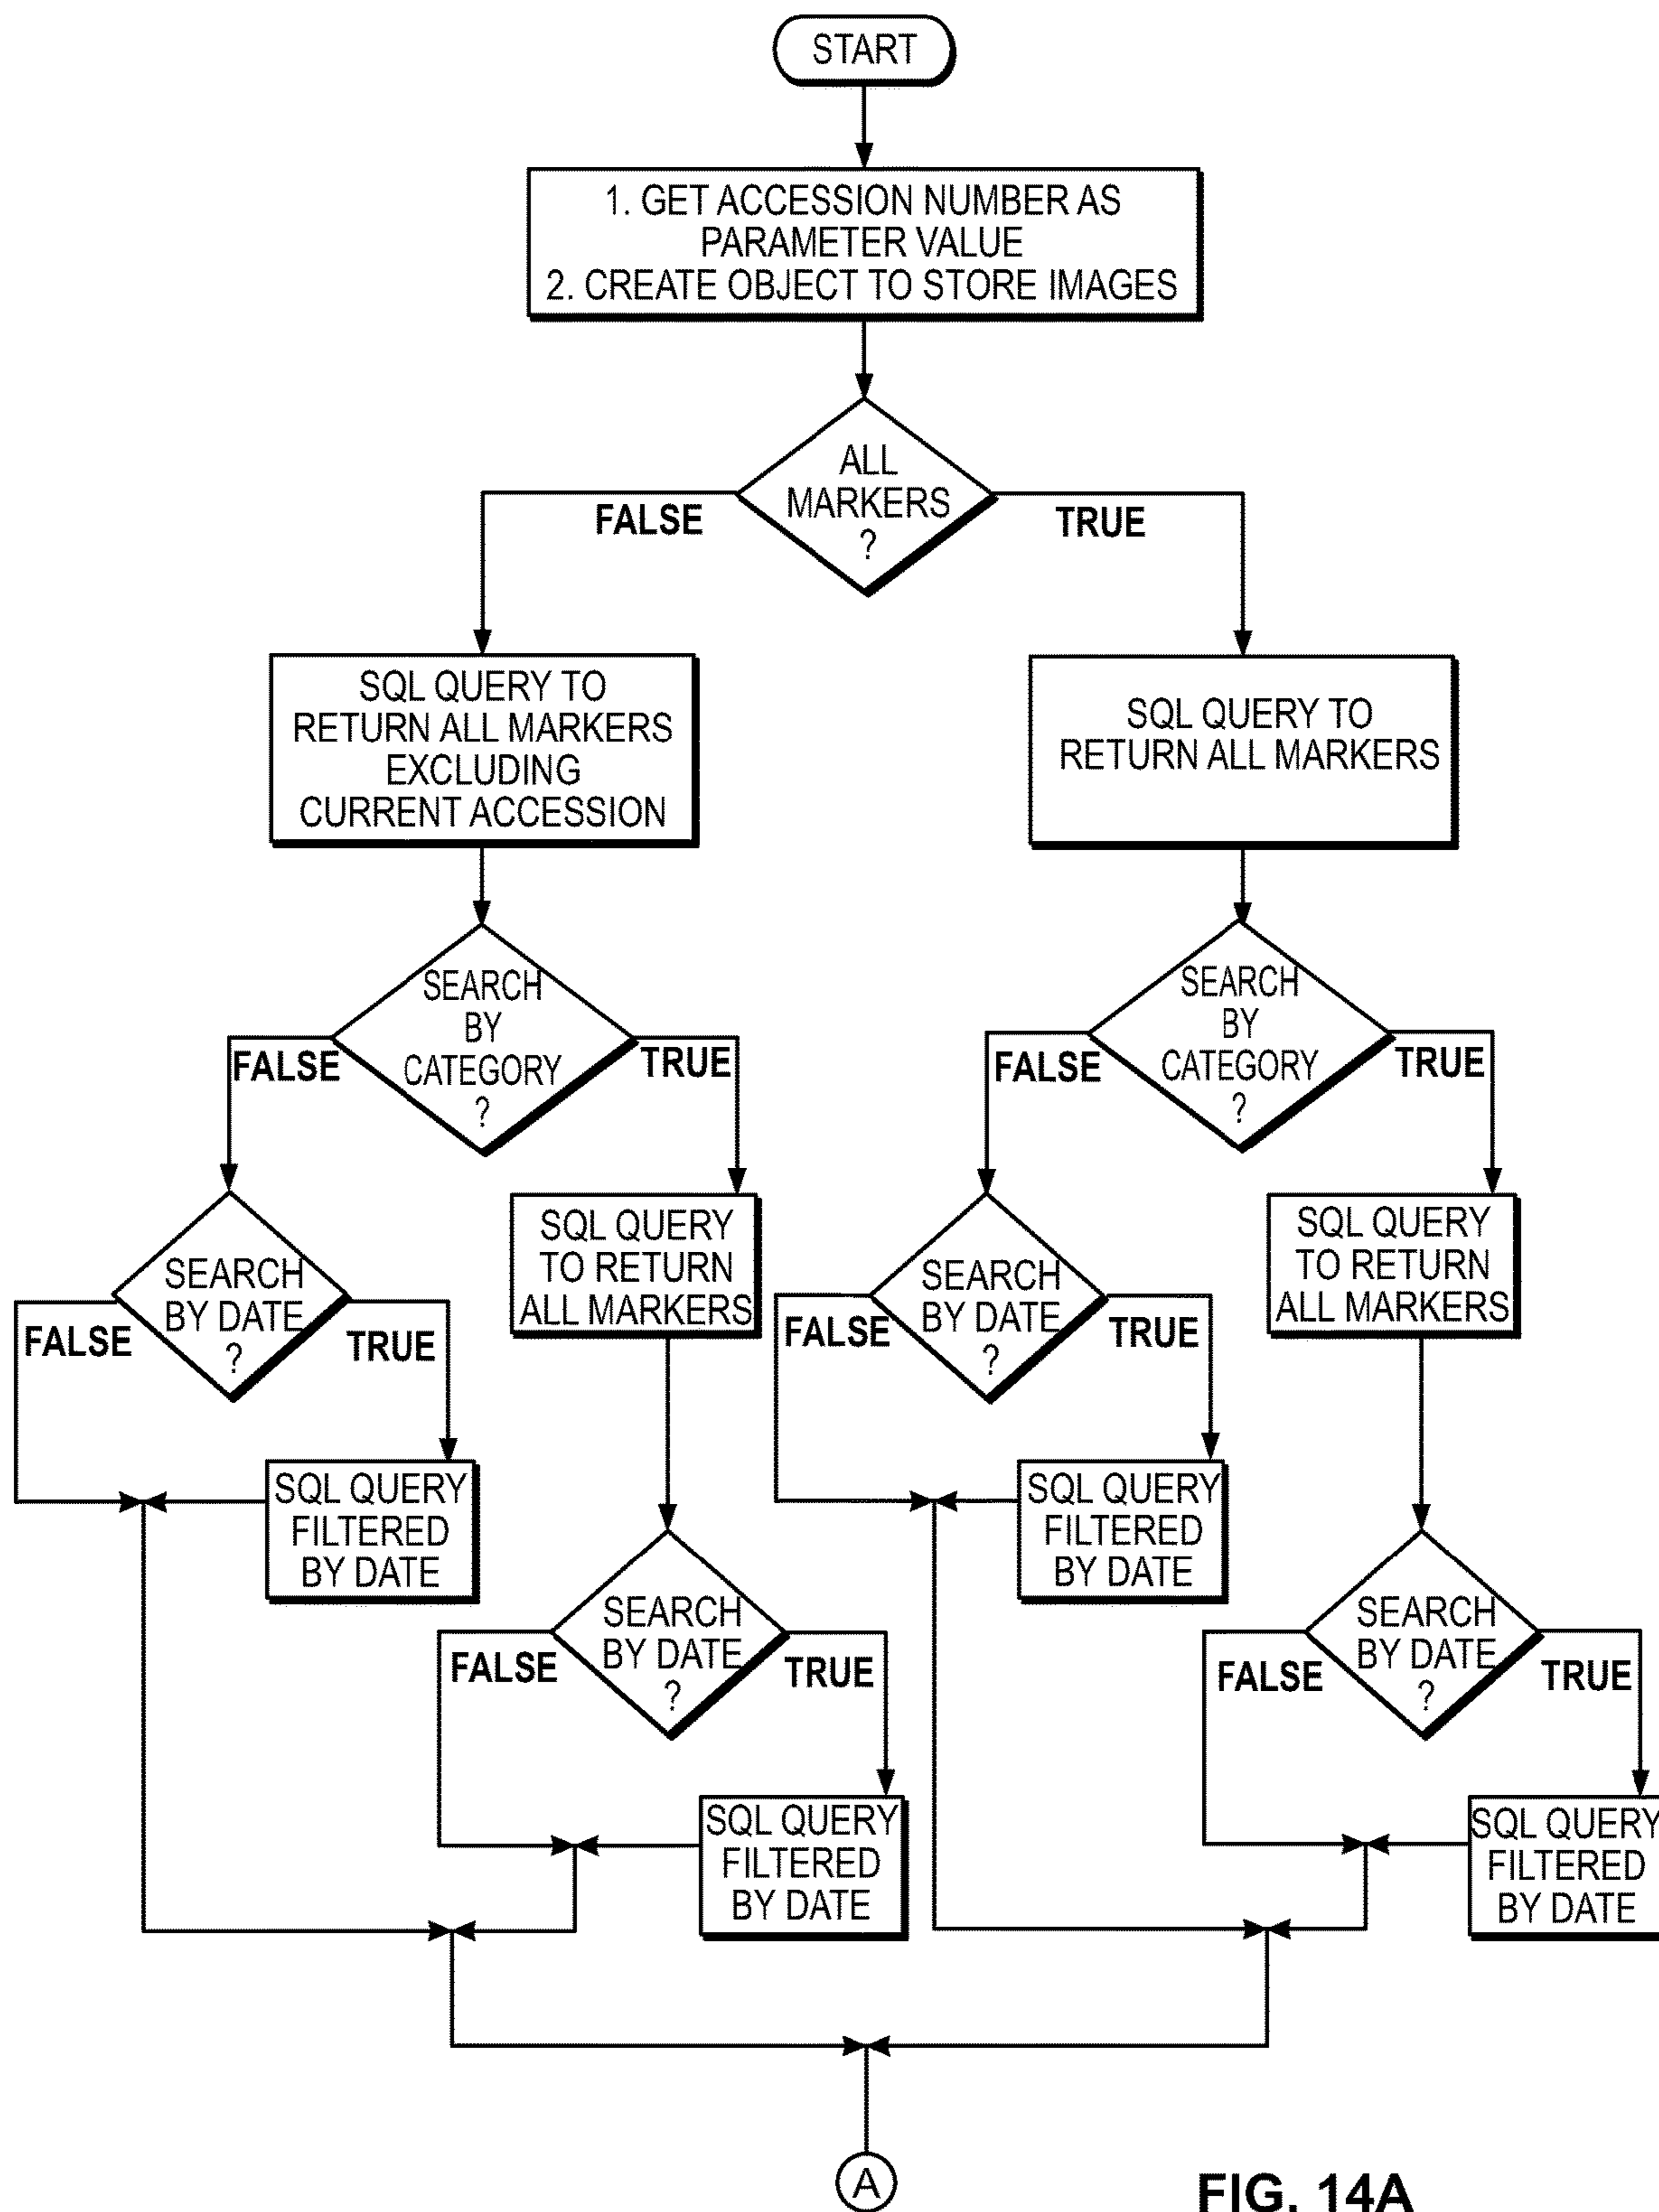 START
1. GET ACCESSION NUMBER AS
PARAMETER VALUE
2. CREATE OBJECT TO STORE IMAGES
ALL
MARKERS
?
FALSE
TRUE
SQL QUERY TO
RETURN ALL MARKERS
EXCLUDING
CURRENT ACCESSION
SQL QUERY TO
RETURN ALL MARKERS
SEARCH
BY
CATEGORY
?
FALSE
TRUE
SEARCH
BY
CATEGORY
?
FALSE
TRUE
SEARCH
BY DATE
?
FALSE
TRUE
SQL QUERY
TO RETURN
ALL MARKERS
SEARCH
BY DATE
?
FALSE
TRUE
SQL QUERY
TO RETURN
ALL MARKERS
SQL QUERY
FILTERED
BY DATE
SEARCH
BY DATE
?
FALSE
TRUE
SQL QUERY
FILTERED
BY DATE
SEARCH
BY DATE
?
FALSE
TRUE
SQL QUERY
FILTERED
BY DATE
SQL QUERY
FILTERED
BY DATE
A
FIG. 14A